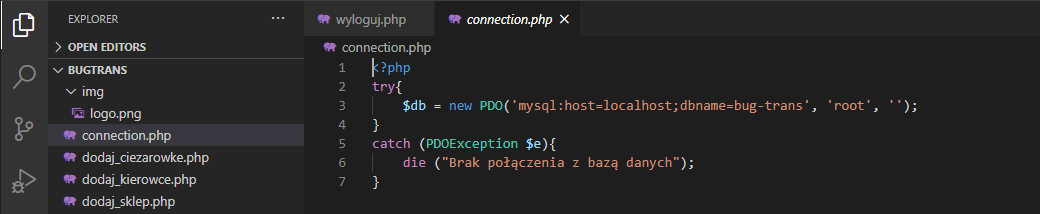 EXPLORER ···
OPEN EDITORS
BUGTRANS
img
logo.png
connection.php
dodaj_ciezarowke.php
dodaj_kierowce.php
dodaj_sklep.php
wyloguj.php connection.php
connection.php
1 <?php
2 try{
3     $db = new PDO('mysql:host=localhost;dbname=bug-trans', 'root', '');
4 }
5 catch (PDOException $e){
6     die ("Brak połączenia z bazą danych");
7 }